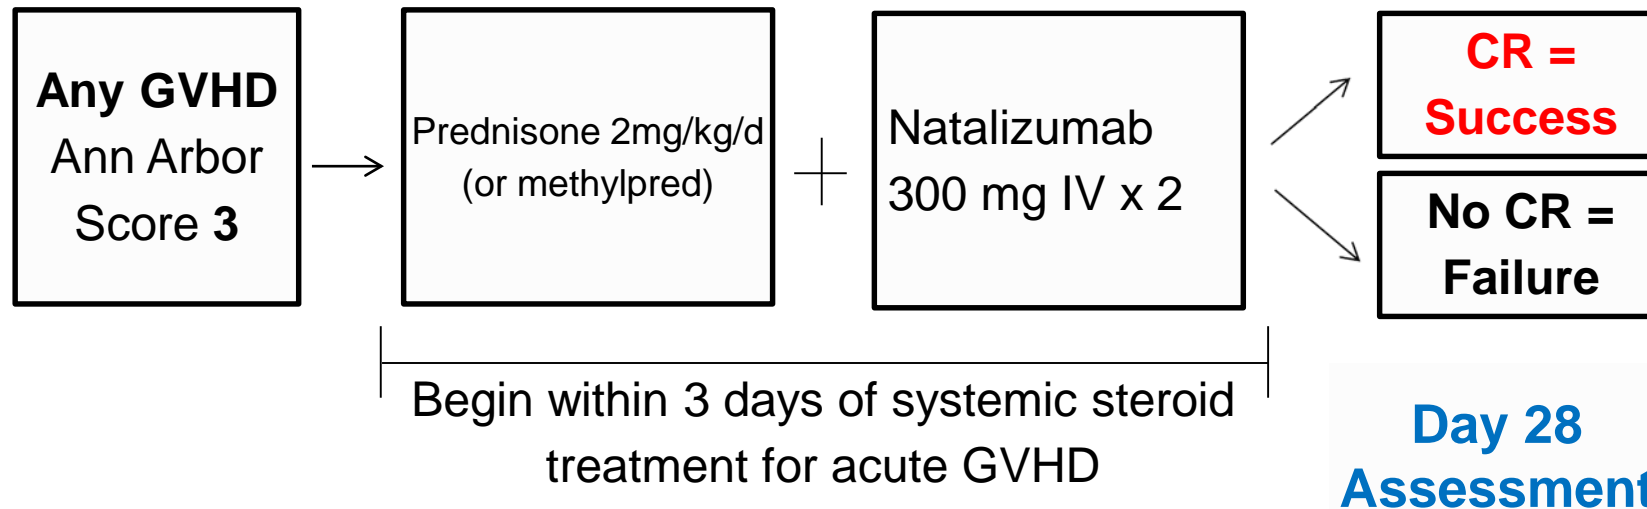 Any GVHD
Ann Arbor
Score 3
Prednisone 2mg/kg/d
(or methylpred)
Natalizumab
300 mg IV x 2
CR =
Success
No CR =
Failure
Begin within 3 days of systemic steroid
treatment for acute GVHD
Day 28
Assessment